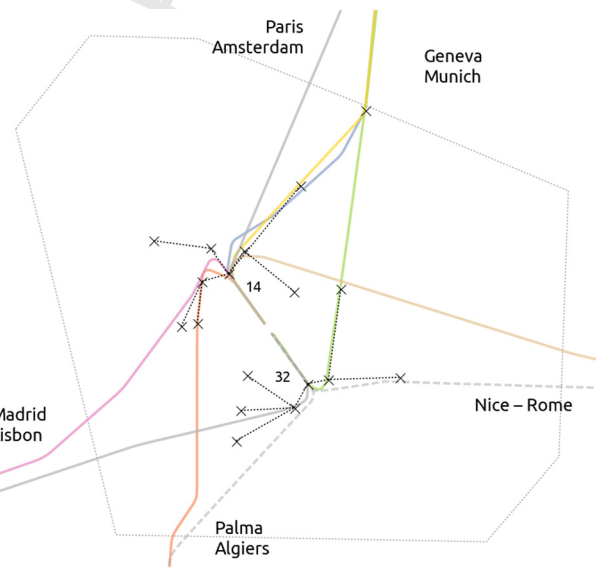 Paris
Amsterdam
Geneva
Munich
14
32
Madrid
isbon
Nice – Rome
Palma
Algiers